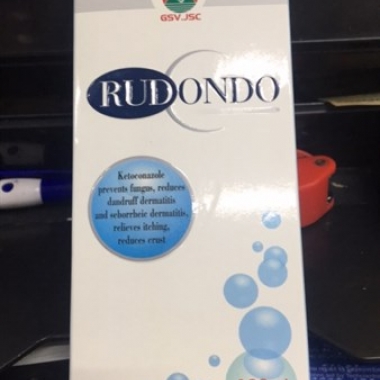 GSV.,JSC
RUDONDO
Ketoconazole
prevents fungus, reduces
dandruff dermatitis
and seborrheic dermatitis,
relieves itching,
reduces crust